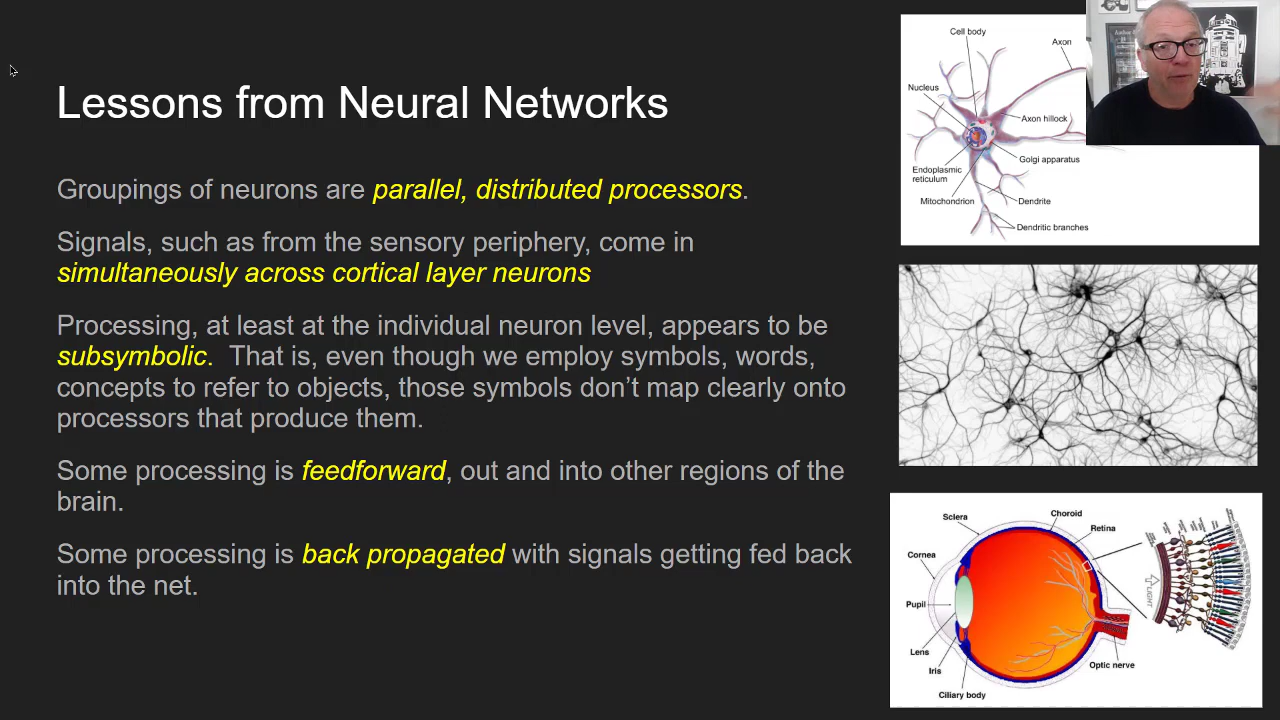 Lessons from Neural Networks
Groupings of neurons are parallel, distributed processors.
Signals, such as from the sensory periphery, come in
simultaneously across cortical layer neurons
Processing, at least at the individual neuron level, appears to be
subsymbolic. That is, even though we employ symbols, words,
concepts to refer to objects, those symbols don’t map clearly onto
processors that produce them.
Some processing is feedforward, out and into other regions of the
brain.
Some processing is back propagated with signals getting fed back
into the net.
Cell body
Axon
Nucleus
Axon hillock
Golgi apparatus
Endoplasmic
reticulum
Mitochondrion
Dendrite
Dendritic branches
Choroid
Sclera
Retina
Cornea
Pupil
LIGHT
Lens
Iris
Optic nerve
Ciliary body